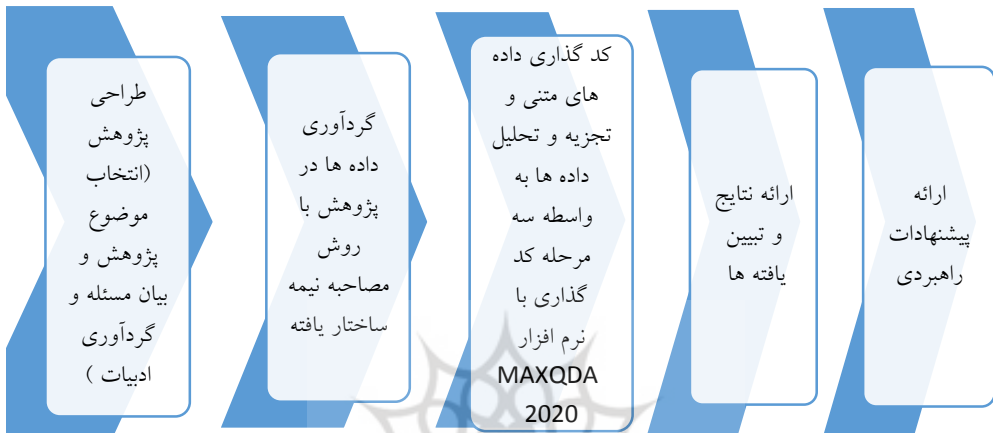 طراحی
پژوهش
(انتخاب
موضوع
پژوهش و
بیان مسئله و
گردآوری
ادبیات )
گردآوری
داده ها در
پژوهش با
روش
مصاحبه نیمه
ساختار یافته
کد گذاری داده
های متنی و
تجزیه و تحلیل
داده ها به
واسطه سه
مرحله کد
گذاری با
نرم افزار
MAXQDA
2020
ارائه نتایج
و تبیین
یافته ها
ارائه
پیشنهادات
راهبردی